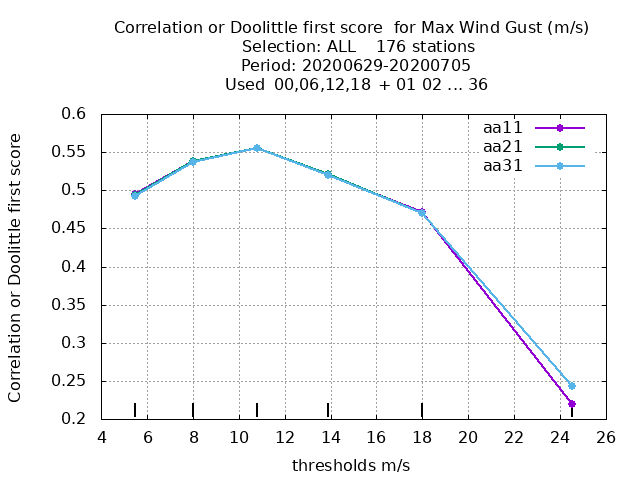 Correlation or Doolittle first score  for Max Wind Gust (m/s)
Selection: ALL    176 stations
Period: 20200629-20200705
Used  00,06,12,18  + 01 02 ... 36
Correlation or Doolittle first score
0.6
0.55
0.5
0.45
0.4
0.35
0.3
0.25
0.2
aa11
aa21
aa31
4 6 8 10 12 14 16 18 20 22 24 26
thresholds m/s